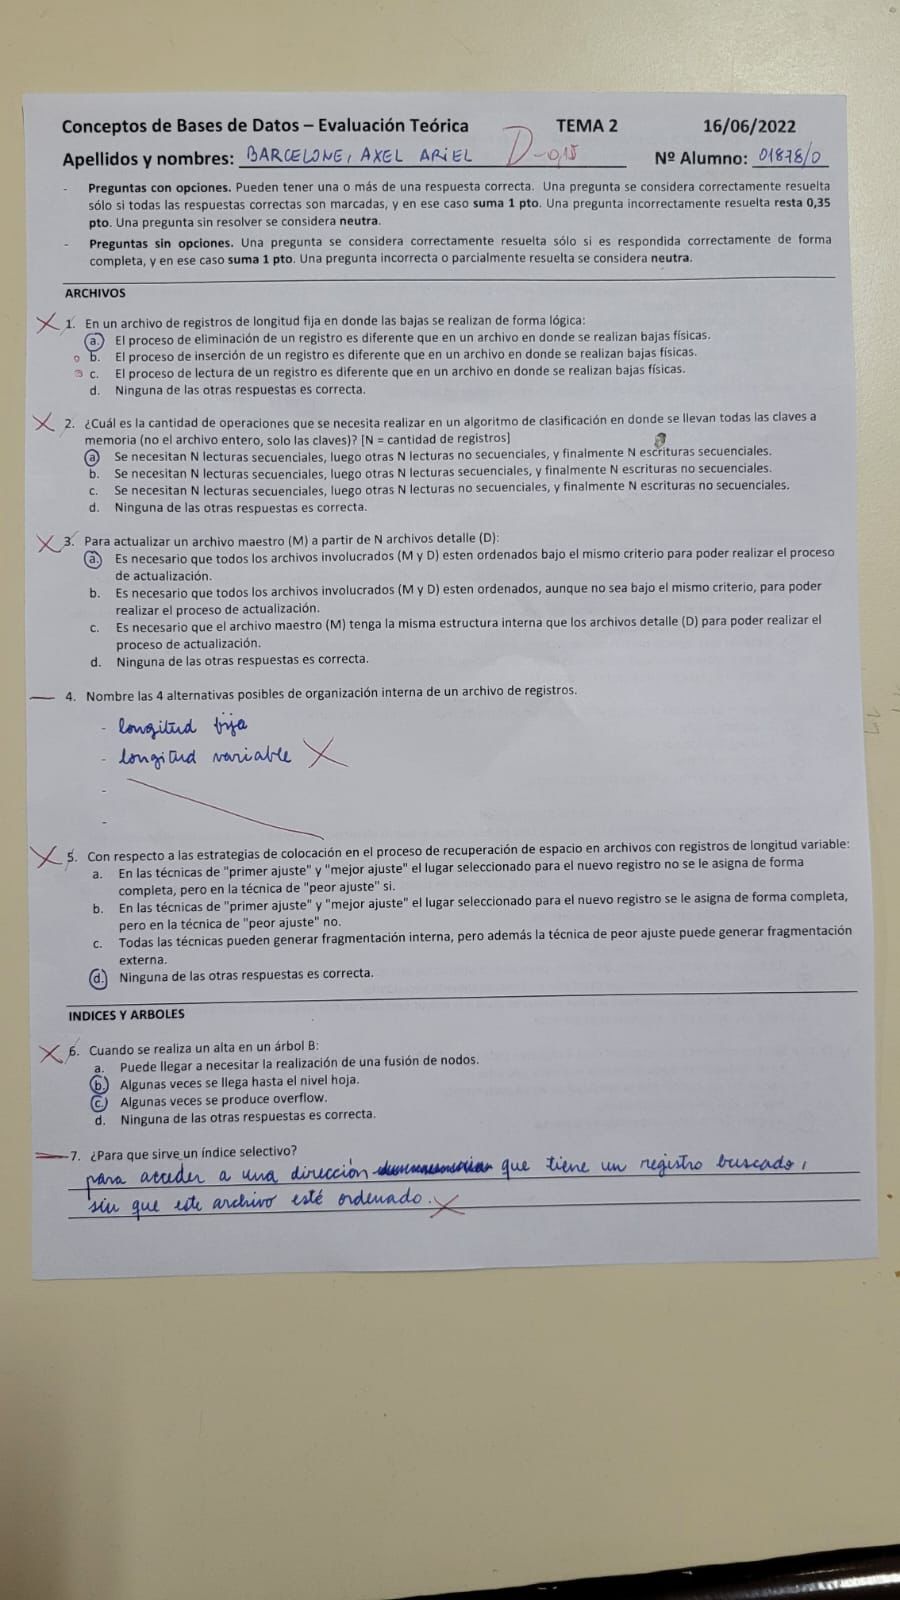 Conceptos de Bases de Datos – Evaluación Teórica TEMA 2 16/06/2022
Apellidos y nombres: BARCELONE, AXEL ARIEL D -0,15 Nº Alumno: 01878/0
- Preguntas con opciones. Pueden tener una o más de una respuesta correcta. Una pregunta se considera correctamente resuelta
sólo si todas las respuestas correctas son marcadas, y en ese caso suma 1 pto. Una pregunta incorrectamente resuelta resta 0,35
pto. Una pregunta sin resolver se considera neutra.
- Preguntas sin opciones. Una pregunta se considera correctamente resuelta sólo si es respondida correctamente de forma
completa, y en ese caso suma 1 pto. Una pregunta incorrecta o parcialmente resuelta se considera neutra.
ARCHIVOS
1. En un archivo de registros de longitud fija en donde las bajas se realizan de forma lógica:
a. El proceso de eliminación de un registro es diferente que en un archivo en donde se realizan bajas físicas.
b. El proceso de inserción de un registro es diferente que en un archivo en donde se realizan bajas físicas.
c. El proceso de lectura de un registro es diferente que en un archivo en donde se realizan bajas físicas.
d. Ninguna de las otras respuestas es correcta.
2. ¿Cuál es la cantidad de operaciones que se necesita realizar en un algoritmo de clasificación en donde se llevan todas las claves a
memoria (no el archivo entero, solo las claves)? [N = cantidad de registros]
a. Se necesitan N lecturas secuenciales, luego otras N lecturas no secuenciales, y finalmente N escrituras secuenciales.
b. Se necesitan N lecturas secuenciales, luego otras N lecturas secuenciales, y finalmente N escrituras no secuenciales.
c. Se necesitan N lecturas secuenciales, luego otras N lecturas no secuenciales, y finalmente N escrituras no secuenciales.
d. Ninguna de las otras respuestas es correcta.
3. Para actualizar un archivo maestro (M) a partir de N archivos detalle (D):
a. Es necesario que todos los archivos involucrados (M y D) esten ordenados bajo el mismo criterio para poder realizar el proceso
de actualización.
b. Es necesario que todos los archivos involucrados (M y D) esten ordenados, aunque no sea bajo el mismo criterio, para poder
realizar el proceso de actualización.
c. Es necesario que el archivo maestro (M) tenga la misma estructura interna que los archivos detalle (D) para poder realizar el
proceso de actualización.
d. Ninguna de las otras respuestas es correcta.
4. Nombre las 4 alternativas posibles de organización interna de un archivo de registros.
- longitud fija
- longitud variable
-
-
5. Con respecto a las estrategias de colocación en el proceso de recuperación de espacio en archivos con registros de longitud variable:
a. En las técnicas de "primer ajuste" y "mejor ajuste" el lugar seleccionado para el nuevo registro no se le asigna de forma
completa, pero en la técnica de "peor ajuste" si.
b. En las técnicas de "primer ajuste" y "mejor ajuste" el lugar seleccionado para el nuevo registro se le asigna de forma completa,
pero en la técnica de "peor ajuste" no.
c. Todas las técnicas pueden generar fragmentación interna, pero además la técnica de peor ajuste puede generar fragmentación
externa.
d. Ninguna de las otras respuestas es correcta.
INDICES Y ARBOLES
6. Cuando se realiza un alta en un árbol B:
a. Puede llegar a necesitar la realización de una fusión de nodos.
b. Algunas veces se llega hasta el nivel hoja.
c. Algunas veces se produce overflow.
d. Ninguna de las otras respuestas es correcta.
7. ¿Para que sirve un índice selectivo?
para acceder a una dirección que tiene un registro buscado,
sin que este archivo esté ordenado.